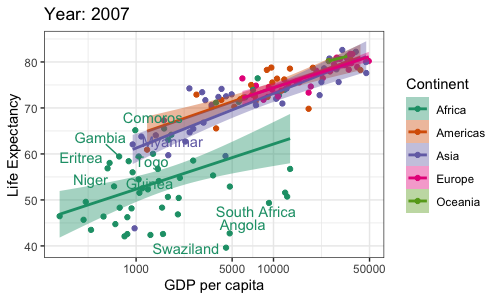 Year: 2007
Life Expectancy
80
70
60
50
40
Comoros
Gambia
Myanmar
Eritrea
Togo
Niger
Guinea
South Africa
Angola
Swaziland
1000
5000
10000
50000
GDP per capita
Continent
Africa
Americas
Asia
Europe
Oceania